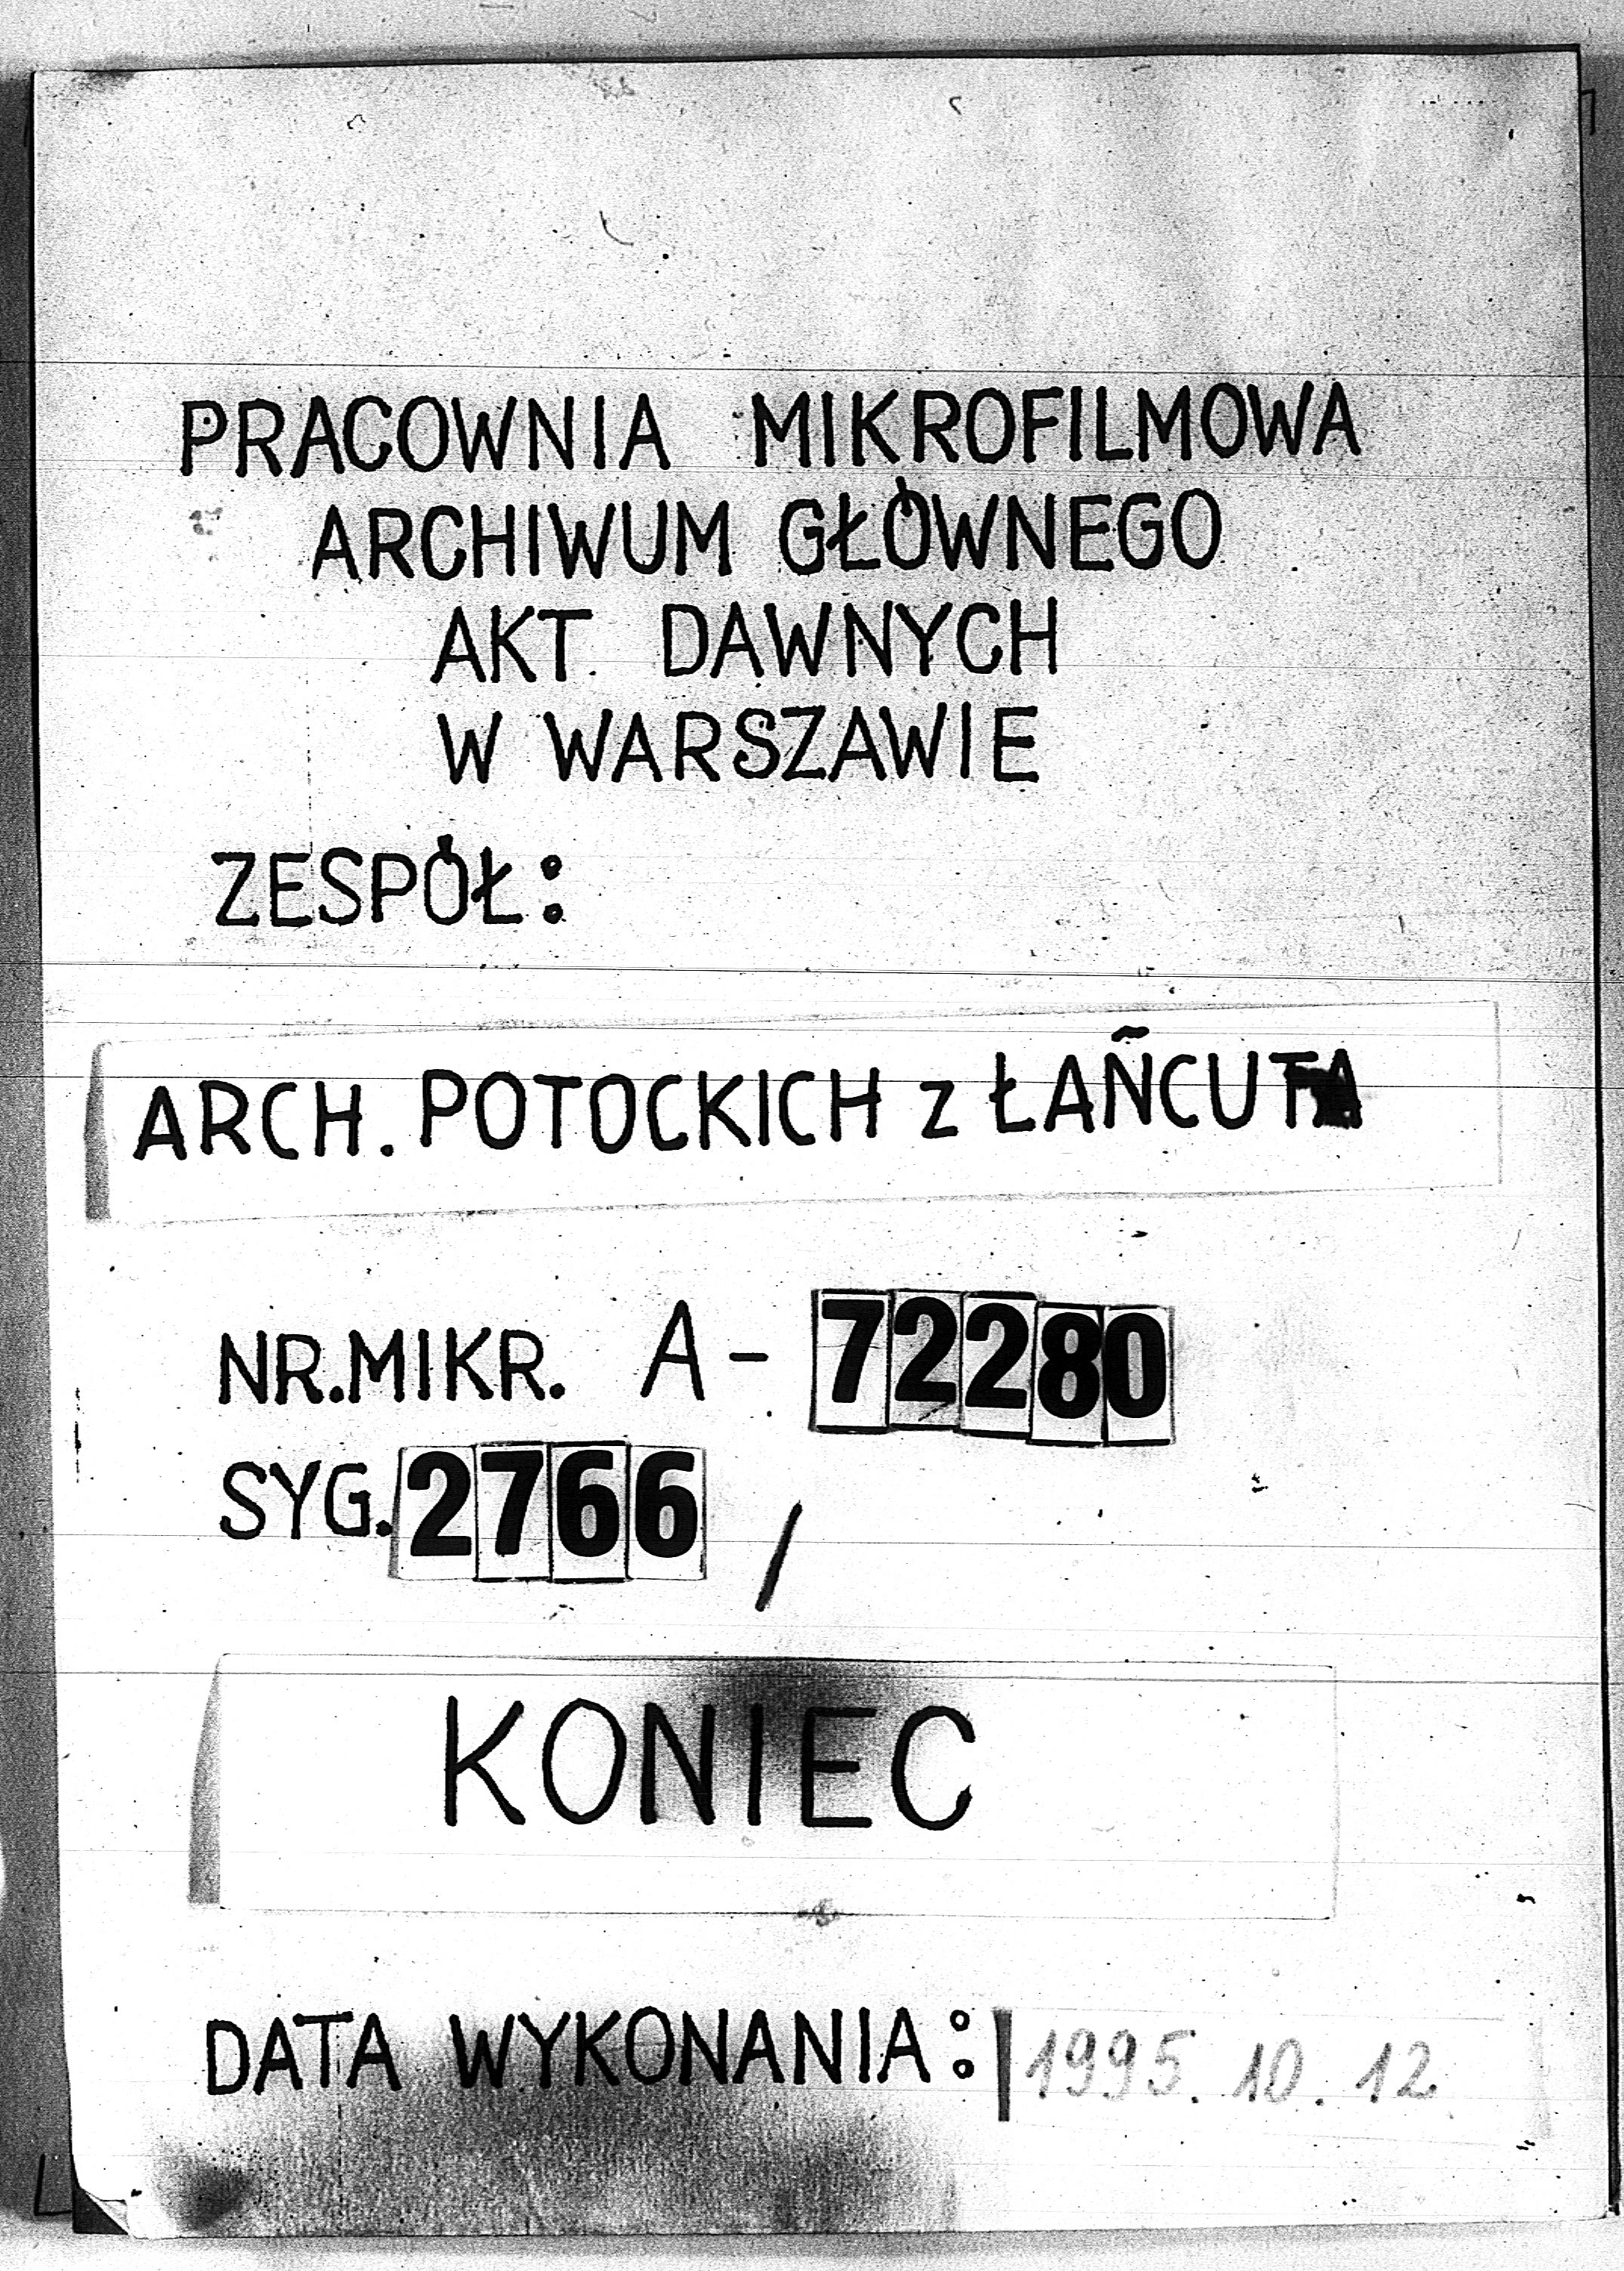 PRACOWNIA MIKROFILMOWA
ARCHIWUM GŁÓWNEGO
AKT DAWNYCH
W WARSZAWIE
ZESPÓŁ:
ARCH. POTOCKICH z ŁAŃCUTA
NR.MIKR. A-72280
SYG. 2766 /
KONIEC
DATA WYKONANIA: 1995.10.12